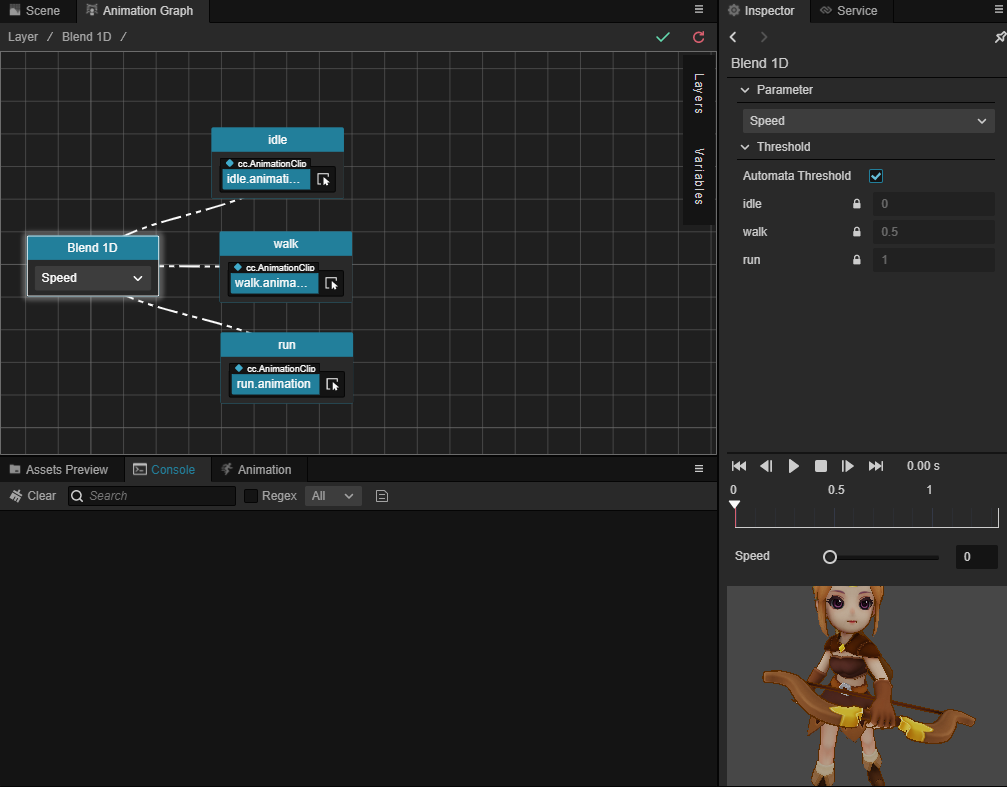 Scene
Animation Graph
Layer / Blend 1D /
Layers
Variables
idle
cc.AnimationClip
idle.animati...
Blend 1D
Speed
walk
cc.AnimationClip
walk.anima...
run
cc.AnimationClip
run.animation
Assets Preview
Console
Animation
Clear
Search
Regex
All
Inspector
Service
Blend 1D
Parameter
Speed
Threshold
Automata Threshold
idle 0
walk 0.5
run 1
0.00 s
0 0.5 1
Speed 0